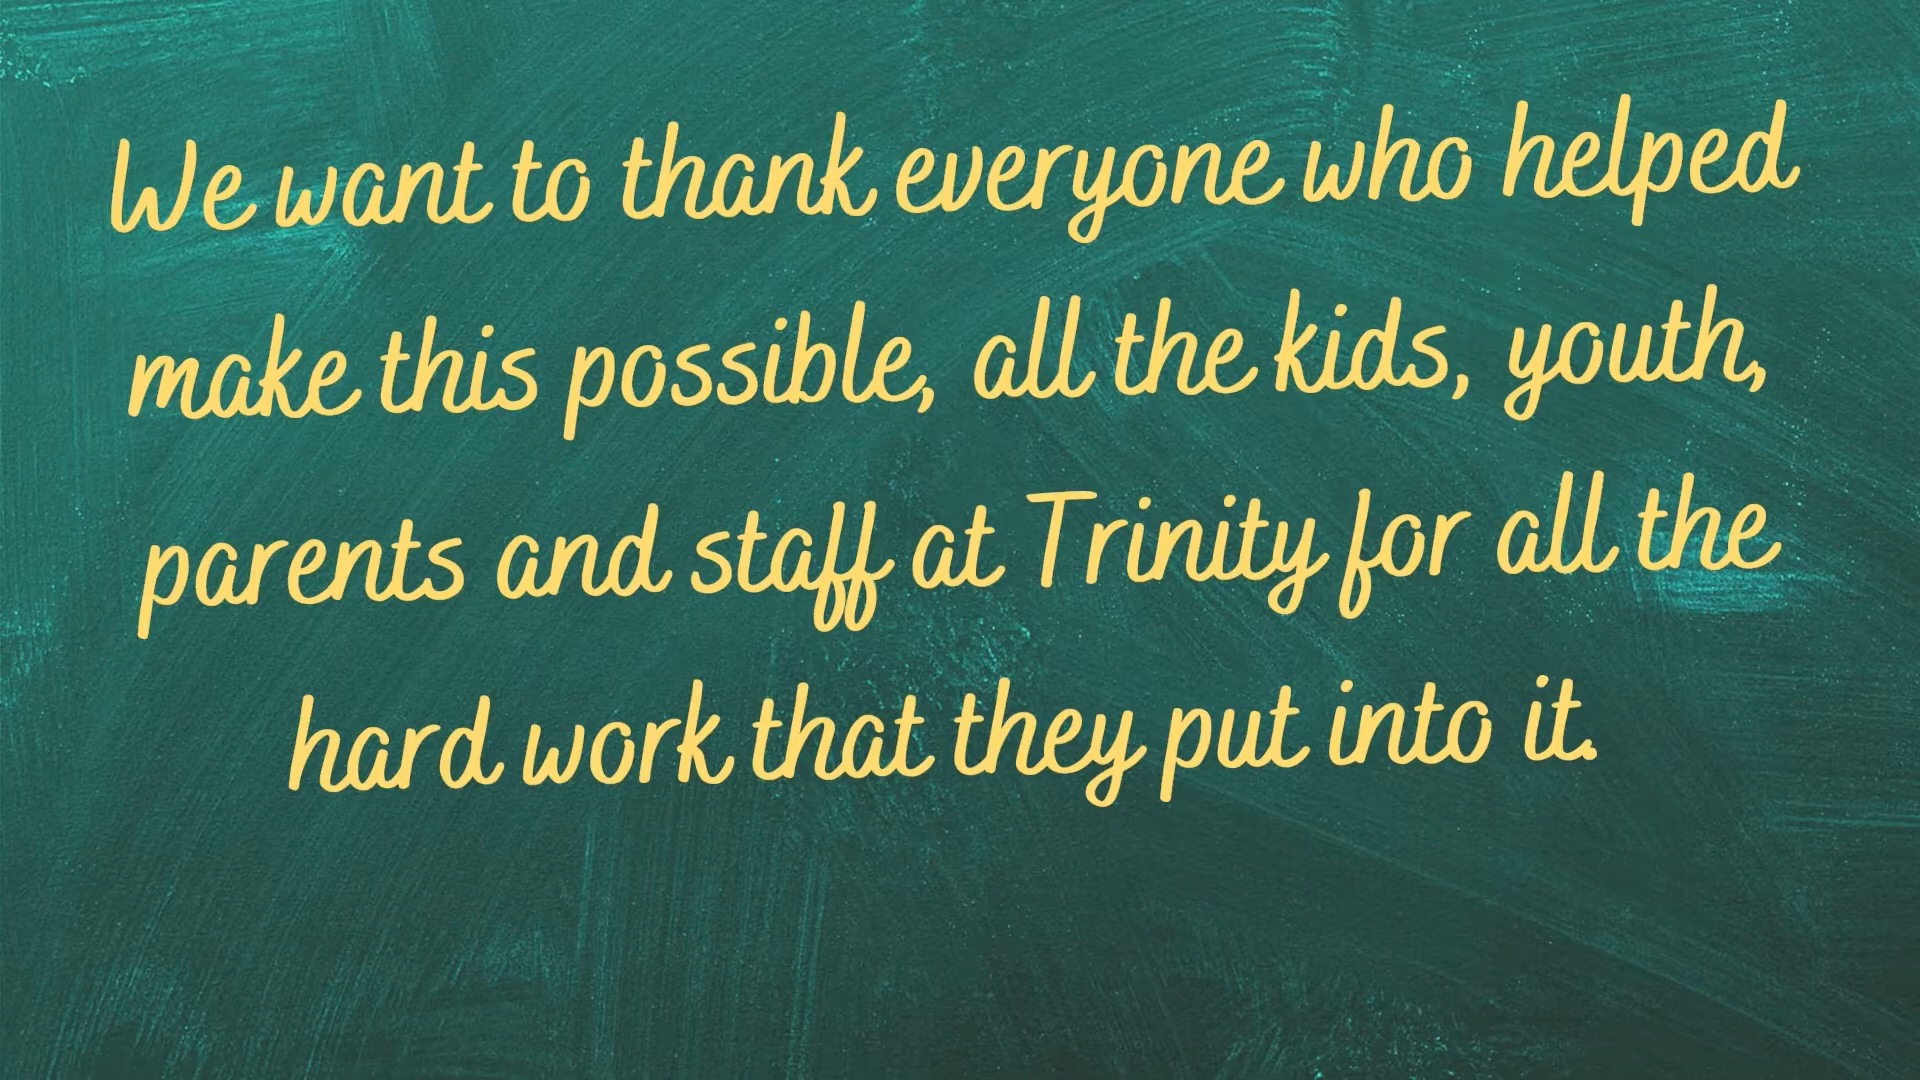 We want to thank everyone who helped
make this possible, all the kids, youth,
parents and staff at Trinity for all the
hard work that they put into it.